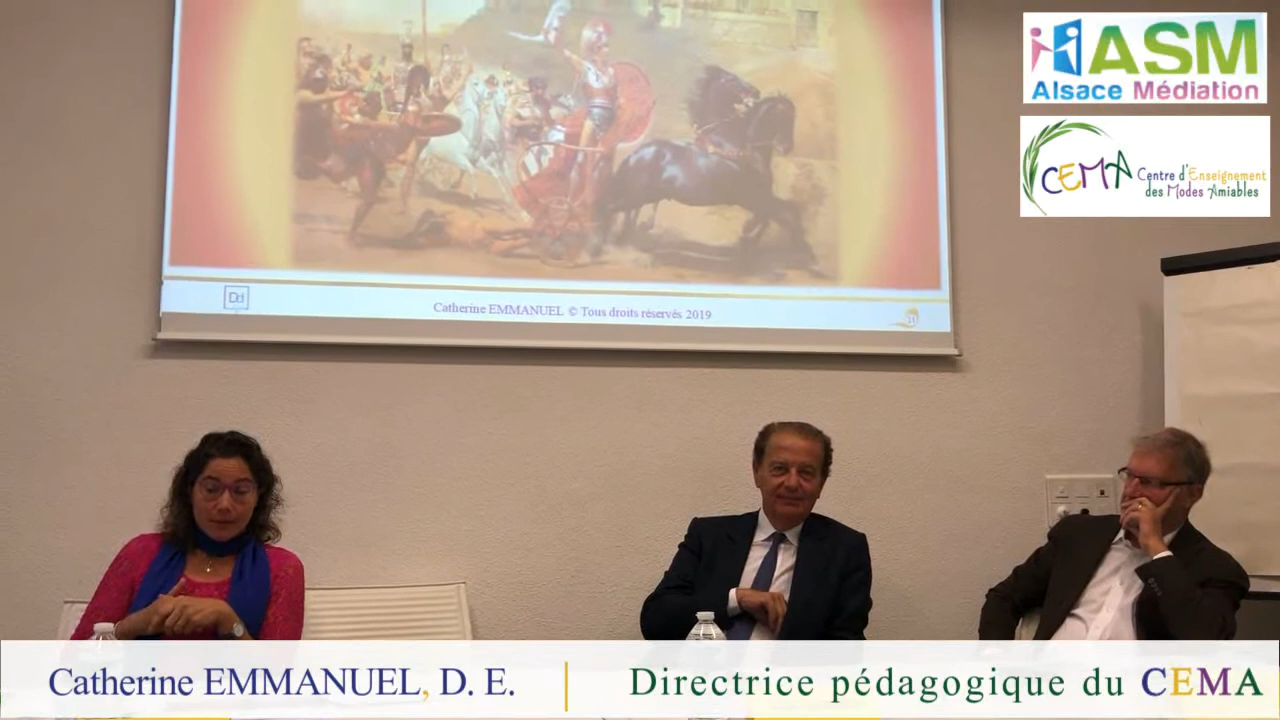 ASM
Alsace Médiation
CEMA Centre d'Enseignement
des Modes Amiables
Catherine EMMANUEL © Tous droits réservés 2019
Catherine EMMANUEL, D. E.
Directrice pédagogique du CEMA